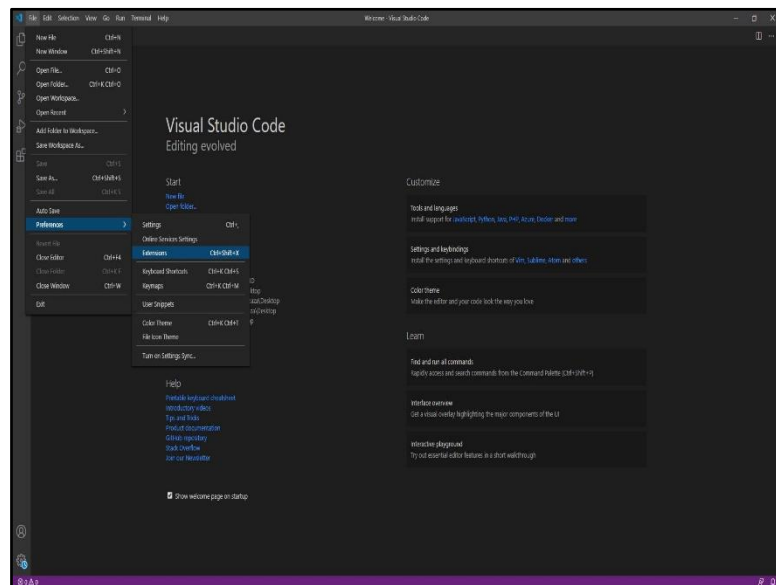 File Edit Selection View Go Run Terminal Help
Welcome - Visual Studio Code
New File Ctrl+N
New Window Ctrl+Shift+N
Open File... Ctrl+O
Open Folder... Ctrl+K Ctrl+O
Open Workspace...
Open Recent
Add Folder to Workspace...
Save Workspace As...
Save Ctrl+S
Save As... Ctrl+Shift+S
Save All Ctrl+K S
Auto Save
Preferences
Revert File
Close Editor Ctrl+F4
Close Folder Ctrl+K F
Close Window Ctrl+W
Exit
Settings Ctrl+,
Online Services Settings
Extensions Ctrl+Shift+X
Keyboard Shortcuts Ctrl+K Ctrl+S
Keymaps Ctrl+K Ctrl+M
User Snippets
Color Theme Ctrl+K Ctrl+T
File Icon Theme
Turn on Settings Sync...
Visual Studio Code
Editing evolved
Start
New file
Open folder...
Help
Printable keyboard cheatsheet
Introductory videos
Tips and Tricks
Product documentation
GitHub repository
Stack Overflow
Join our Newsletter
Show welcome page on startup
Customize
Tools and languages
Install support for JavaScript, Python, Java, PHP, Azure, Docker and more
Settings and keybindings
Install the settings and keyboard shortcuts of Vim, Sublime, Atom and others
Color theme
Make the editor and your code look the way you love
Learn
Find and run all commands
Rapidly access and search commands from the Command Palette (Ctrl+Shift+P)
Interface overview
Get a visual overlay highlighting the major components of the UI
Interactive playground
Try out essential editor features in a short walkthrough
0 0